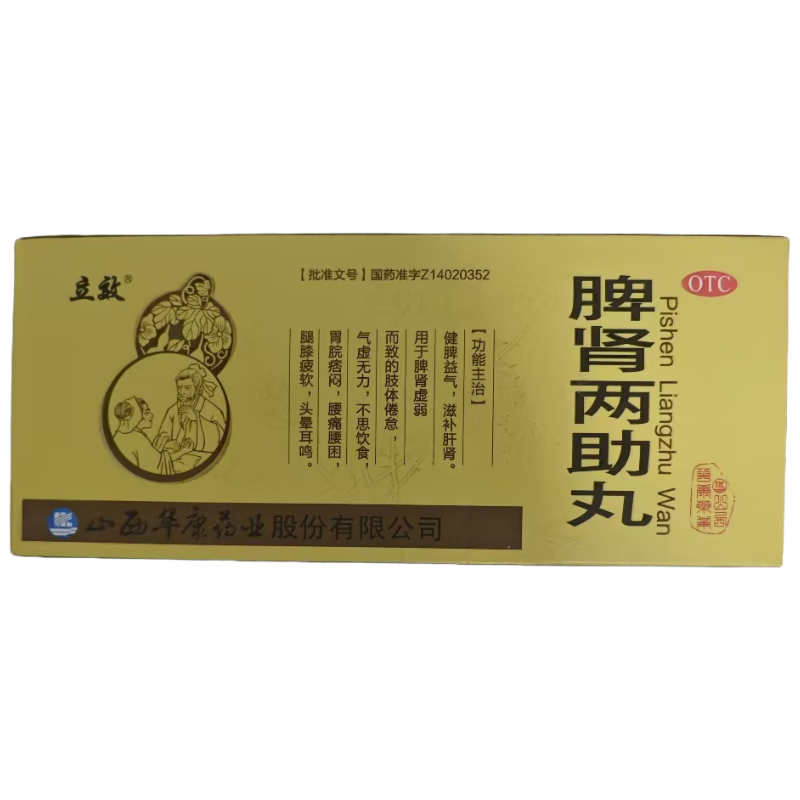 立效®
【批准文号】国药准字Z14020352
OTC
脾肾两助丸
Pishen Liangzhu Wan
【功能主治】
健脾益气，滋补肝肾。
用于脾肾虚弱
而致的肢体倦怠，
气虚无力，不思饮食，
胃脘痞闷，腰痛腰困，
腿膝疲软，头晕耳鸣。
山西华康药业股份有限公司